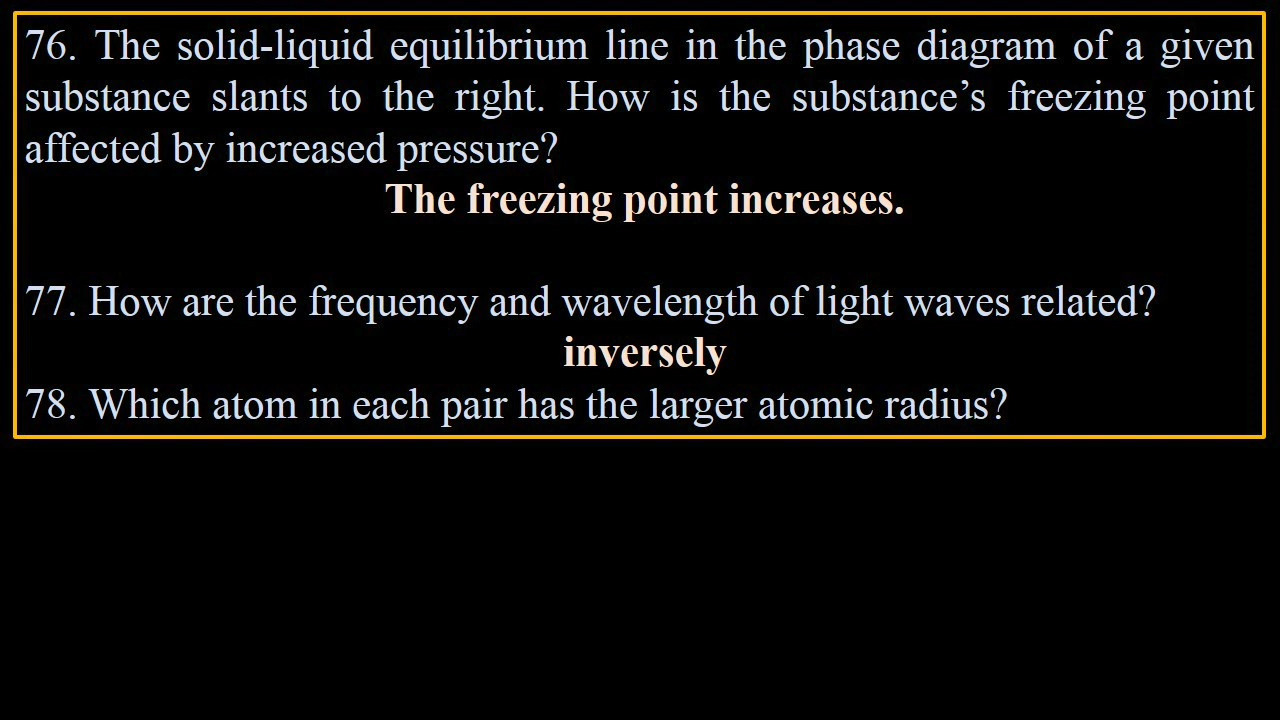 76. The solid-liquid equilibrium line in the phase diagram of a given
substance slants to the right. How is the substance’s freezing point
affected by increased pressure?
The freezing point increases.
77. How are the frequency and wavelength of light waves related?
inversely
78. Which atom in each pair has the larger atomic radius?